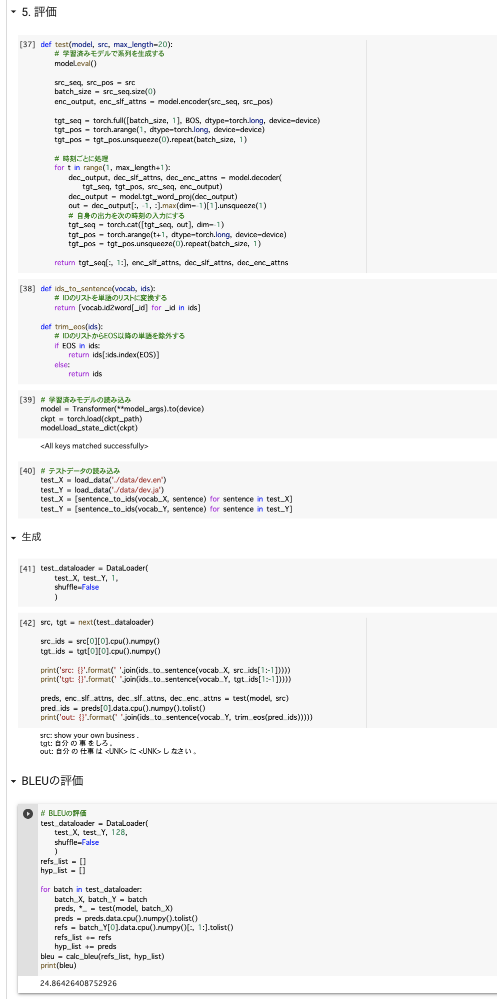 5. 評価
[37] def test(model, src, max_length=20):
# 学習済みモデルで系列を生成する
model.eval()
src_seq, src_pos = src
batch_size = src_seq.size(0)
enc_output, enc_slf_attns = model.encoder(src_seq, src_pos)
tgt_seq = torch.full([batch_size, 1], BOS, dtype=torch.long, device=device)
tgt_pos = torch.arange(1, dtype=torch.long, device=device)
tgt_pos = tgt_pos.unsqueeze(0).repeat(batch_size, 1)
# 時刻ごとに処理
for t in range(1, max_length+1):
dec_output, dec_slf_attns, dec_enc_attns = model.decoder(
tgt_seq, tgt_pos, src_seq, enc_output)
dec_output = model.tgt_word_proj(dec_output)
out = dec_output[:, -1, :].max(dim=-1)[1].unsqueeze(1)
# 自身の出力を次の時刻の入力にする
tgt_seq = torch.cat([tgt_seq, out], dim=-1)
tgt_pos = torch.arange(t+1, dtype=torch.long, device=device)
tgt_pos = tgt_pos.unsqueeze(0).repeat(batch_size, 1)
return tgt_seq[:, 1:], enc_slf_attns, dec_slf_attns, dec_enc_attns
[38] def ids_to_sentence(vocab, ids):
# IDのリストを単語のリストに変換する
return [vocab.id2word[_id] for _id in ids]
def trim_eos(ids):
# IDのリストからEOS以降の単語を除外する
if EOS in ids:
return ids[:ids.index(EOS)]
else:
return ids
[39] # 学習済みモデルの読み込み
model = Transformer(**model_args).to(device)
ckpt = torch.load(ckpt_path)
model.load_state_dict(ckpt)
<All keys matched successfully>
[40] # テストデータの読み込み
test_X = load_data('./data/dev.en')
test_Y = load_data('./data/dev.ja')
test_X = [sentence_to_ids(vocab_X, sentence) for sentence in test_X]
test_Y = [sentence_to_ids(vocab_Y, sentence) for sentence in test_Y]
生成
[41] test_dataloader = DataLoader(
test_X, test_Y, 1,
shuffle=False
)
[42] src, tgt = next(test_dataloader)
src_ids = src[0][0].cpu().numpy()
tgt_ids = tgt[0][0].cpu().numpy()
print('src: {}'.format(' '.join(ids_to_sentence(vocab_X, src_ids[1:-1]))))
print('tgt: {}'.format(' '.join(ids_to_sentence(vocab_Y, tgt_ids[1:-1]))))
preds, enc_slf_attns, dec_slf_attns, dec_enc_attns = test(model, src)
pred_ids = preds[0].data.cpu().numpy().tolist()
print('out: {}'.format(' '.join(ids_to_sentence(vocab_Y, trim_eos(pred_ids)))))
src: show your own business .
tgt: 自分 の 事 を しろ 。
out: 自分 の 仕事 は <UNK> に <UNK> し なさい 。
BLEUの評価
# BLEUの評価
test_dataloader = DataLoader(
test_X, test_Y, 128,
shuffle=False
)
refs_list = []
hyp_list = []
for batch in test_dataloader:
batch_X, batch_Y = batch
preds, *_ = test(model, batch_X)
preds = preds.data.cpu().numpy().tolist()
refs = batch_Y[0].data.cpu().numpy()[:, 1:].tolist()
refs_list += refs
hyp_list += preds
bleu = calc_bleu(refs_list, hyp_list)
print(bleu)
24.86426408752926